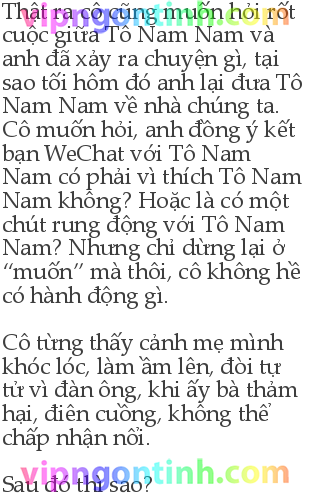 vipngontinh.com
Thật ra cô cũng muốn hỏi rốt
cuộc giữa Tô Nam Nam và
anh đã xảy ra chuyện gì, tại
sao tối hôm đó anh lại đưa Tô
Nam Nam về nhà chúng ta.
Cô muốn hỏi, anh đồng ý kết
bạn WeChat với Tô Nam
Nam có phải vì thích Tô Nam
Nam không? Hoặc là có một
chút rung động với Tô Nam
Nam? Nhưng chỉ dừng lại ở
“muốn” mà thôi, cô không hề
có hành động gì.
Cô từng thấy cảnh mẹ mình
khóc lóc, làm ầm lên, đòi tự
tử vì đàn ông, khi ấy bà thảm
hại, điên cuồng, không thể
chấp nhận nổi.
vipngontinh.com
Sau đó thì sao?